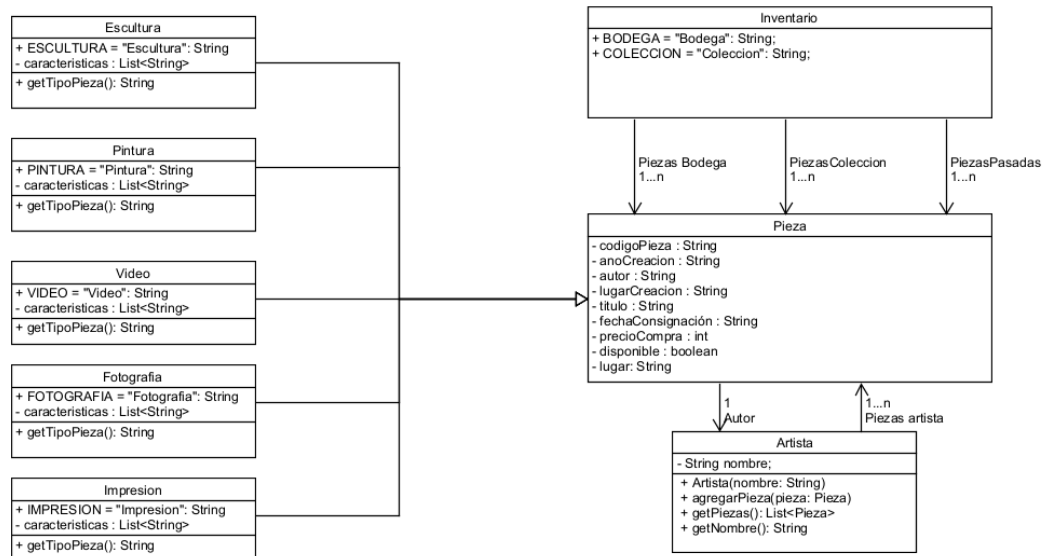 Escultura
+ ESCULTURA = "Escultura": String
- caracteristicas : List<String>
+ getTipoPieza(): String
Pintura
+ PINTURA = "Pintura": String
- caracteristicas : List<String>
+ getTipoPieza(): String
Video
+ VIDEO = "Video": String
- caracteristicas : List<String>
+ getTipoPieza(): String
Fotografia
+ FOTOGRAFIA = "Fotografia": String
- caracteristicas : List<String>
+ getTipoPieza(): String
Impresion
+ IMPRESION = "Impresion": String
- caracteristicas : List<String>
+ getTipoPieza(): String
Inventario
+ BODEGA = "Bodega": String;
+ COLECCION = "Coleccion": String;
Piezas Bodega
1...n
PiezasColeccion
1...n
PiezasPasadas
1...n
Pieza
- codigoPieza : String
- anoCreacion : String
- autor : String
- lugarCreacion : String
- titulo : String
- fechaConsignación : String
- precioCompra : int
- disponible : boolean
- lugar: String
1
Autor
1...n
Piezas artista
Artista
- String nombre;
+ Artista(nombre: String)
+ agregarPieza(pieza: Pieza)
+ getPiezas(): List<Pieza>
+ getNombre(): String